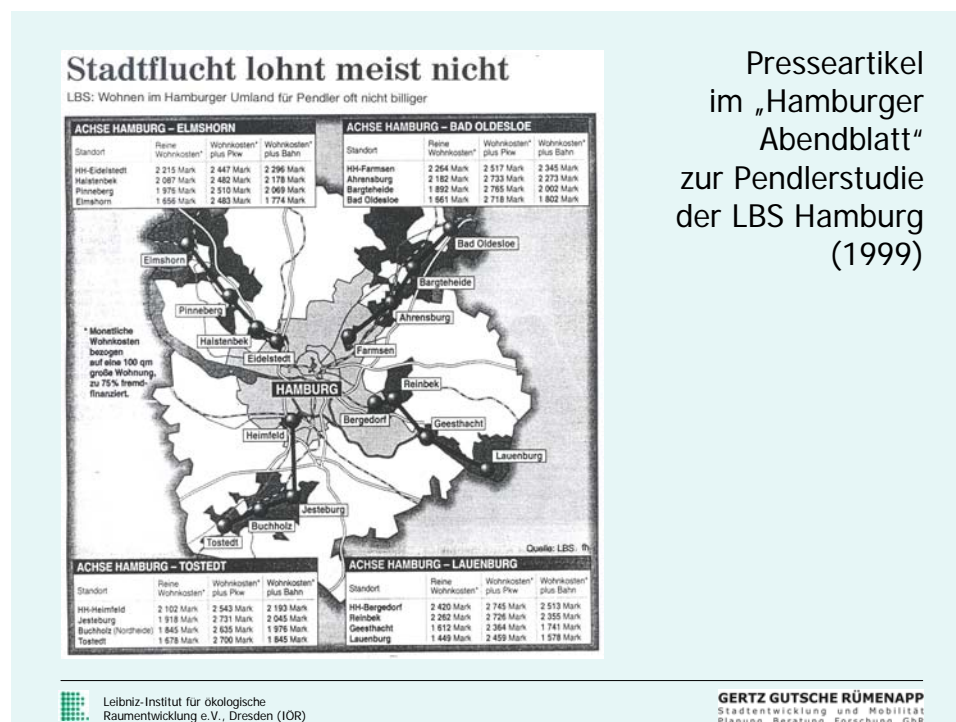 Stadtflucht lohnt meist nicht
LBS: Wohnen im Hamburger Umland für Pendler oft nicht billiger
ACHSE HAMBURG – ELMSHORN
Standort Reine Wohnkosten* Wohnkosten* plus Pkw Wohnkosten* plus Bahn
HH-Eidelstedt 2 215 Mark 2 447 Mark 2 296 Mark
Halstenbek 2 087 Mark 2 482 Mark 2 178 Mark
Pinneberg 1 976 Mark 2 510 Mark 2 069 Mark
Elmshorn 1 656 Mark 2 483 Mark 1 774 Mark
ACHSE HAMBURG – BAD OLDESLOE
Standort Reine Wohnkosten* Wohnkosten* plus Pkw Wohnkosten* plus Bahn
HH-Farmsen 2 264 Mark 2 517 Mark 2 345 Mark
Ahrensburg 2 182 Mark 2 733 Mark 2 273 Mark
Bargteheide 1 892 Mark 2 765 Mark 2 002 Mark
Bad Oldesloe 1 661 Mark 2 718 Mark 1 802 Mark
Elmshorn
Pinneberg
Halstenbek
Eidelstedt
Bad Oldesloe
Bargteheide
Ahrensburg
Farmsen
* Monatliche
Wohnkosten
bezogen
auf eine 100 qm
große Wohnung,
zu 75% fremd-
finanziert.
HAMBURG
Reinbek
Bergedorf
Geesthacht
Lauenburg
Heimfeld
Jesteburg
Buchholz
Tostedt
Quelle: LBS fh
ACHSE HAMBURG – TOSTEDT
Standort Reine Wohnkosten* Wohnkosten* plus Pkw Wohnkosten* plus Bahn
HH-Heimfeld 2 102 Mark 2 543 Mark 2 193 Mark
Jesteburg 1 918 Mark 2 731 Mark 2 045 Mark
Buchholz (Nordheide) 1 845 Mark 2 635 Mark 1 976 Mark
Tostedt 1 678 Mark 2 700 Mark 1 845 Mark
ACHSE HAMBURG – LAUENBURG
Standort Reine Wohnkosten* Wohnkosten* plus Pkw Wohnkosten* plus Bahn
HH-Bergedorf 2 420 Mark 2 745 Mark 2 513 Mark
Reinbek 2 262 Mark 2 726 Mark 2 355 Mark
Geesthacht 1 612 Mark 2 364 Mark 1 741 Mark
Lauenburg 1 449 Mark 2 459 Mark 1 578 Mark
Presseartikel
im „Hamburger
Abendblatt“
zur Pendlerstudie
der LBS Hamburg
(1999)
Leibniz-Institut für ökologische
Raumentwicklung e.V., Dresden (IÖR)
GERTZ GUTSCHE RÜMENAPP
Stadtentwicklung und Mobilität
Planung Beratung Forschung GbR